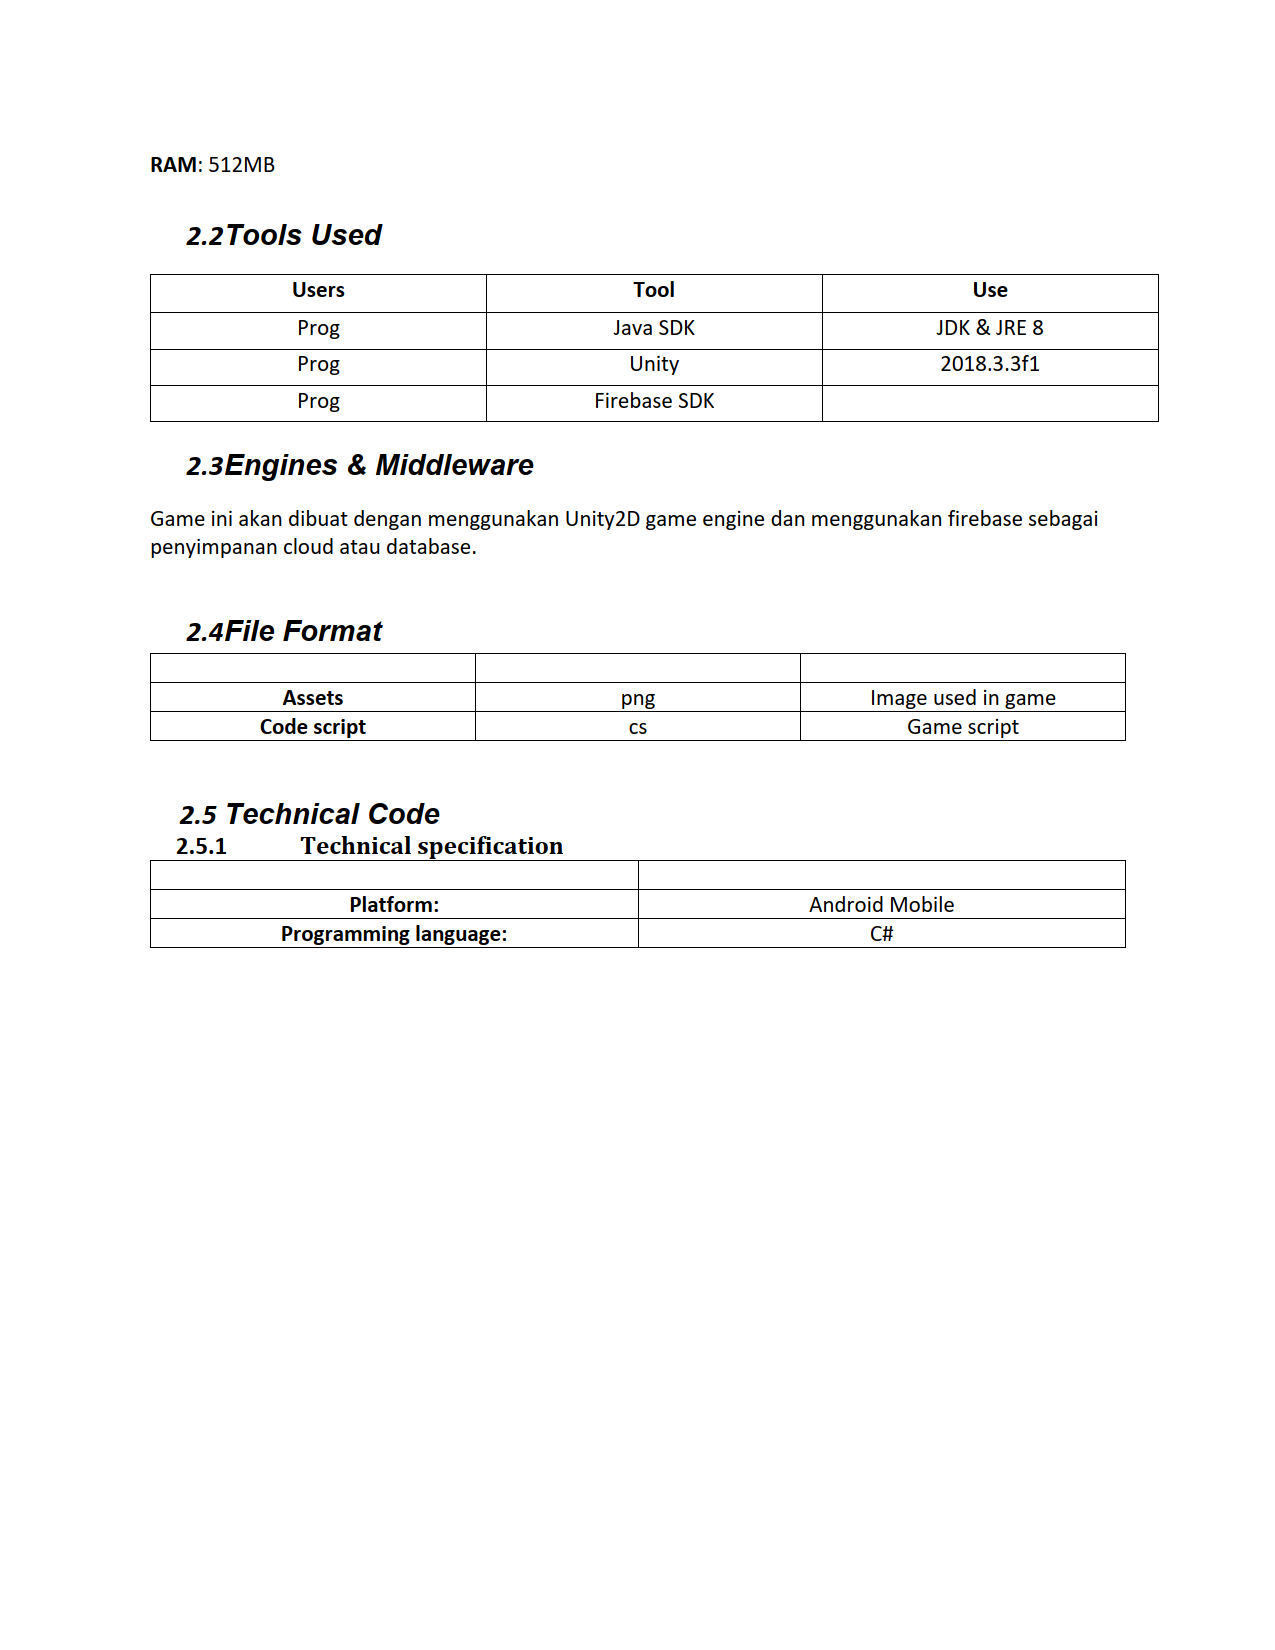 RAM: 512MB
2.2Tools Used
Users Tool Use
Prog Java SDK JDK & JRE 8
Prog Unity 2018.3.3f1
Prog Firebase SDK
2.3Engines & Middleware
Game ini akan dibuat dengan menggunakan Unity2D game engine dan menggunakan firebase sebagai
penyimpanan cloud atau database.
2.4File Format
Assets png Image used in game
Code script cs Game script
2.5 Technical Code
2.5.1 Technical specification
Platform: Android Mobile
Programming language: C#